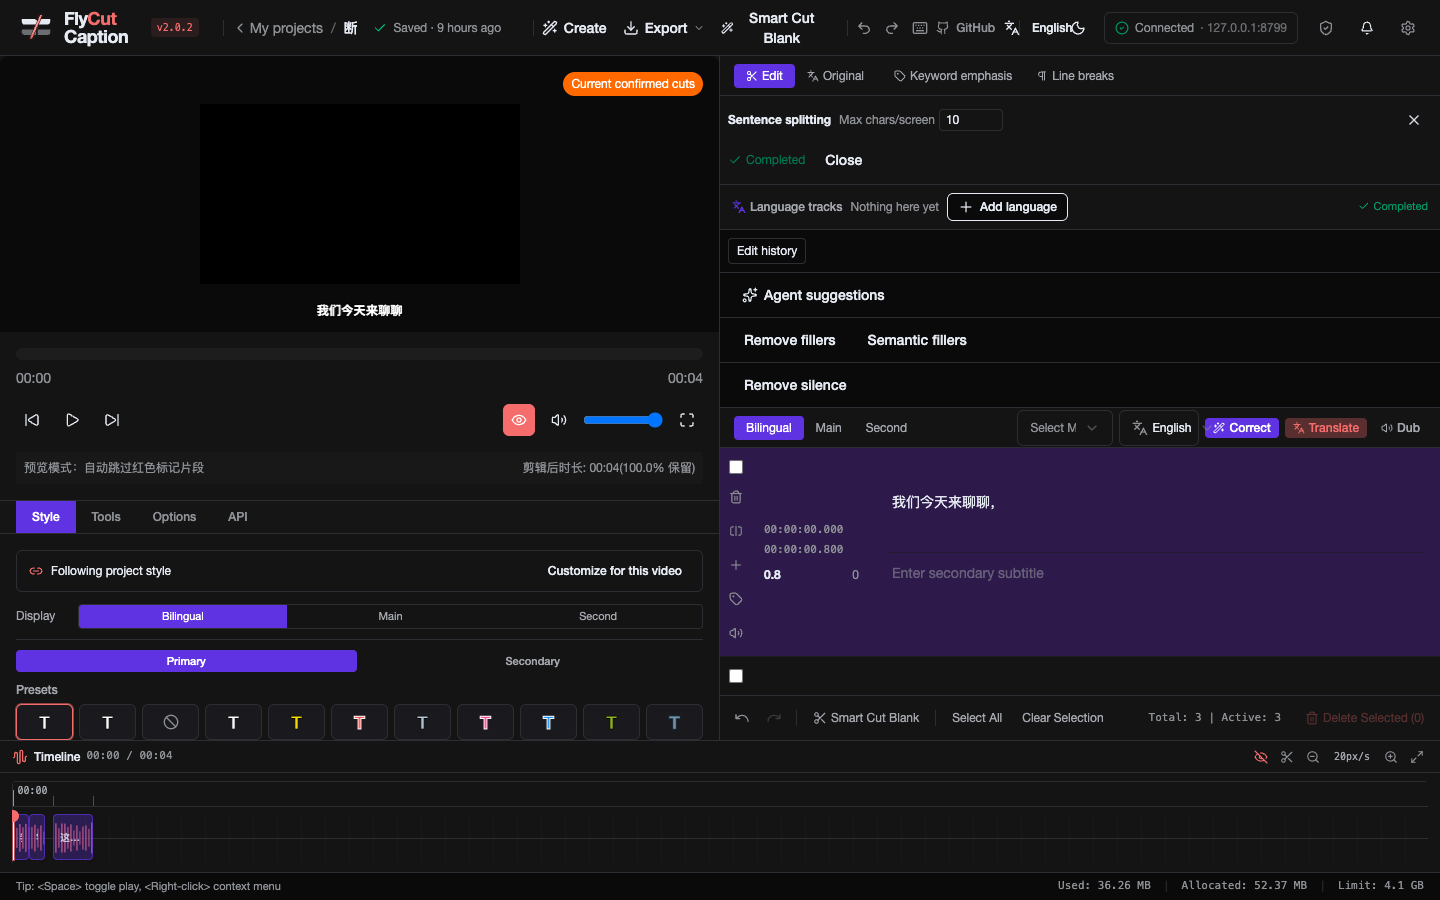 FlyCut Caption
v2.0.2
My projects / 断
Saved · 9 hours ago
Create
Export
Smart Cut Blank
GitHub
English
Connected · 127.0.0.1:8799
Current confirmed cuts
我们今天来聊聊
00:00
00:04
预览模式：自动跳过红色标记片段
剪辑后时长: 00:04(100.0% 保留)
Style
Tools
Options
API
Following project style
Customize for this video
Display
Bilingual
Main
Second
Primary
Secondary
Presets
T T T T T T T T T T
Edit
Original
Keyword emphasis
Line breaks
Sentence splitting
Max chars/screen
10
Completed
Close
Language tracks
Nothing here yet
Add language
Completed
Edit history
Agent suggestions
Remove fillers
Semantic fillers
Remove silence
Bilingual
Main
Second
Select M
English
Correct
Translate
Dub
我们今天来聊聊，
00:00:00.000
00:00:00.800
0.8
0
Enter secondary subtitle
Smart Cut Blank
Select All
Clear Selection
Total: 3 | Active: 3
Delete Selected (0)
Timeline
00:00 / 00:04
20px/s
00:00
这...
Tip: <Space> toggle play, <Right-click> context menu
Used: 36.26 MB
Allocated: 52.37 MB
Limit: 4.1 GB